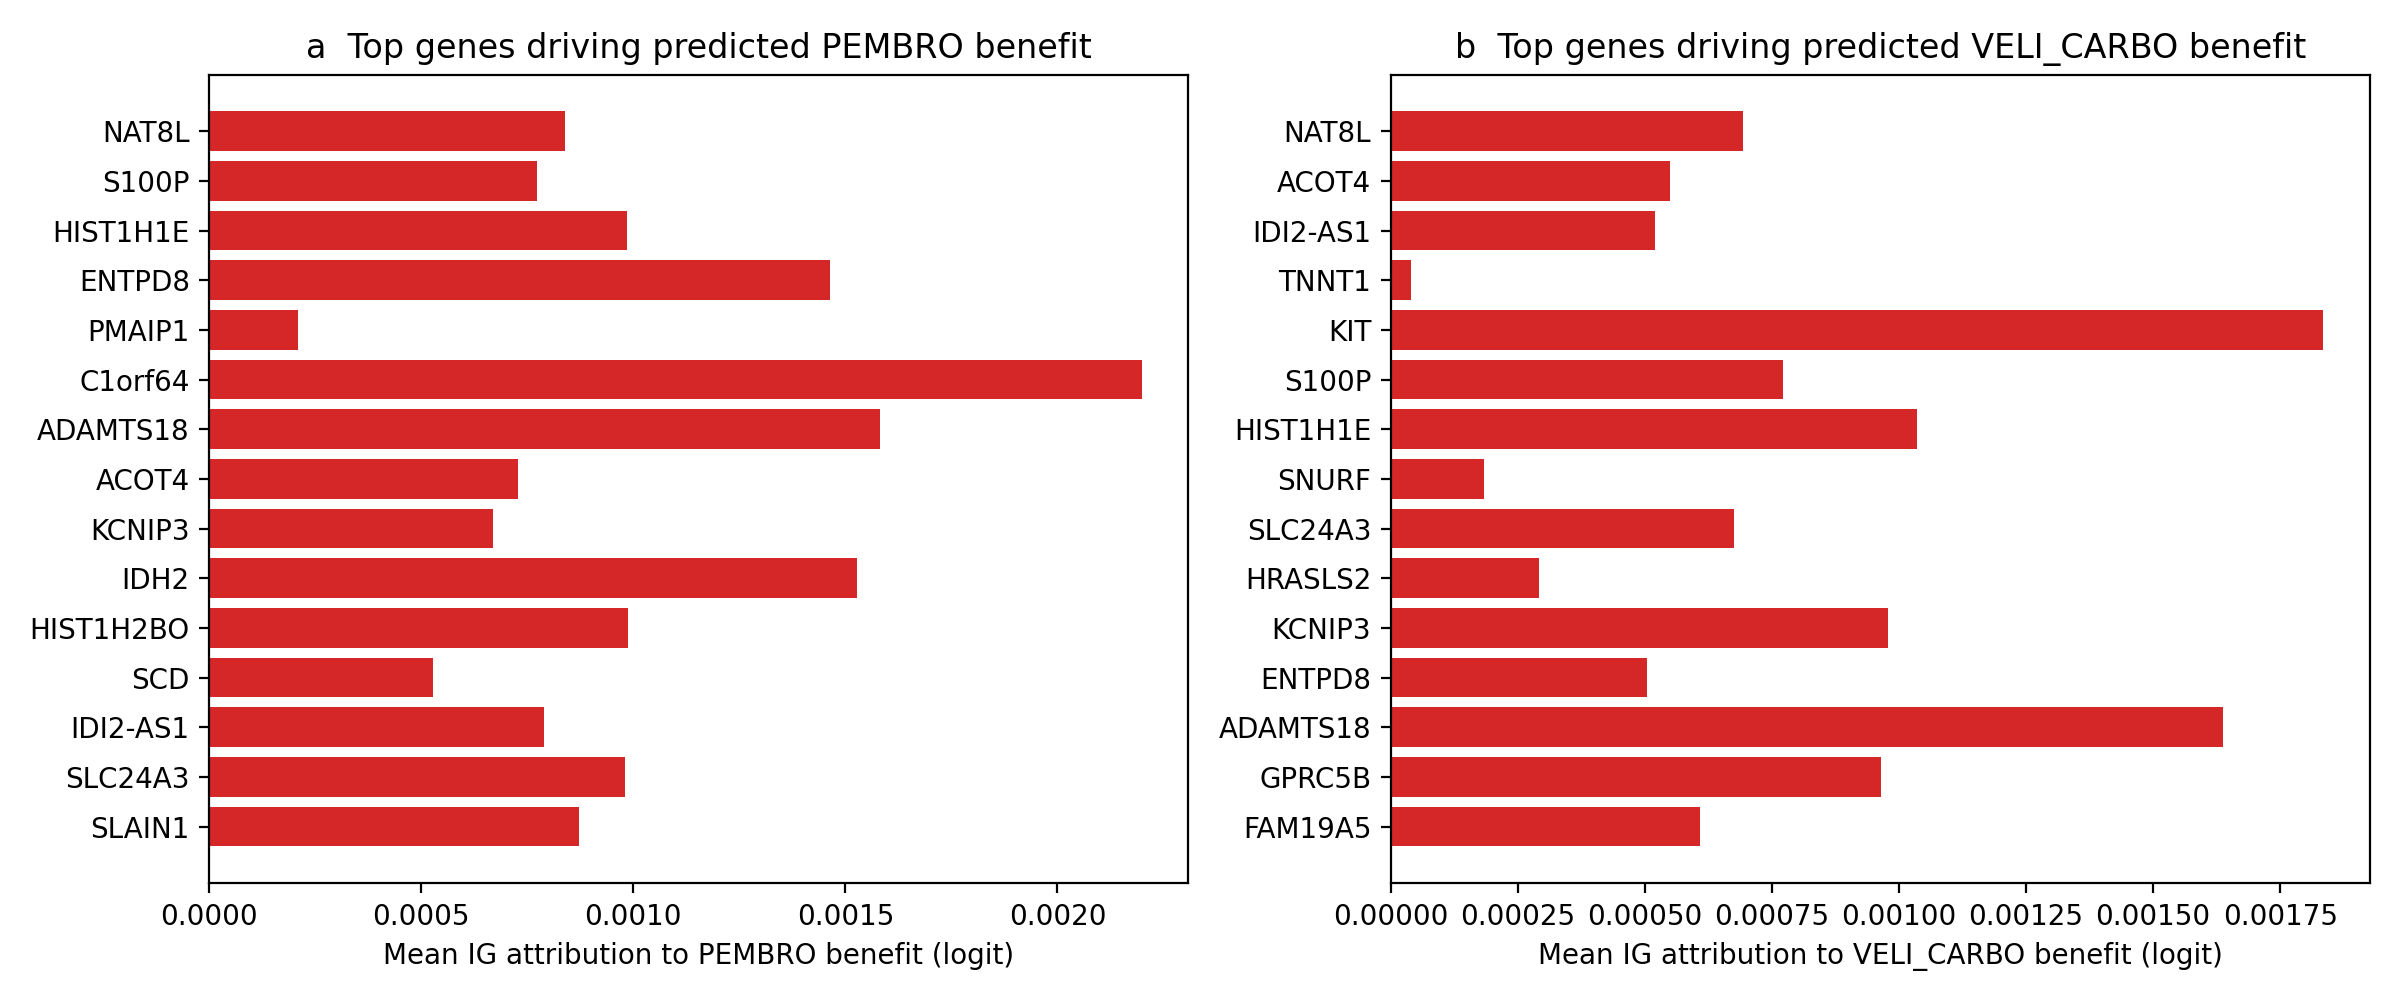 a  Top genes driving predicted PEMBRO benefit
NAT8L
S100P
HIST1H1E
ENTPD8
PMAIP1
C1orf64
ADAMTS18
ACOT4
KCNIP3
IDH2
HIST1H2BO
SCD
IDI2-AS1
SLC24A3
SLAIN1
0.0000 0.0005 0.0010 0.0015 0.0020
Mean IG attribution to PEMBRO benefit (logit)
b  Top genes driving predicted VELI_CARBO benefit
NAT8L
ACOT4
IDI2-AS1
TNNT1
KIT
S100P
HIST1H1E
SNURF
SLC24A3
HRASLS2
KCNIP3
ENTPD8
ADAMTS18
GPRC5B
FAM19A5
0.00000 0.00025 0.00050 0.00075 0.00100 0.00125 0.00150 0.00175
Mean IG attribution to VELI_CARBO benefit (logit)